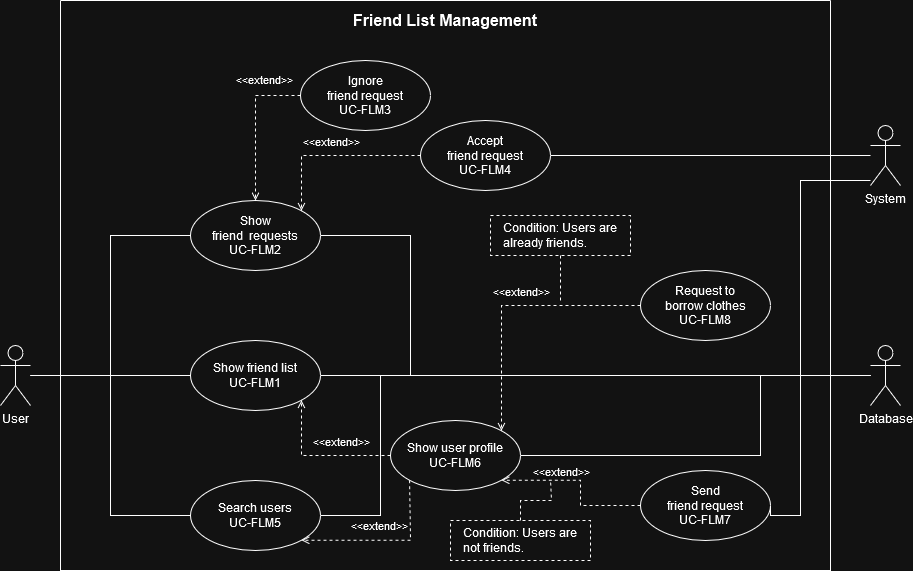 Friend List Management
<<extend>>
Ignore
friend request
UC-FLM3
<<extend>>
Accept
friend request
UC-FLM4
System
Show
friend requests
UC-FLM2
Condition: Users are
already friends.
<<extend>>
Request to
borrow clothes
UC-FLM8
User
Show friend list
UC-FLM1
Database
<<extend>>
Show user profile
UC-FLM6
<<extend>>
Send
friend request
UC-FLM7
Search users
UC-FLM5
<<extend>>
Condition: Users are
not friends.